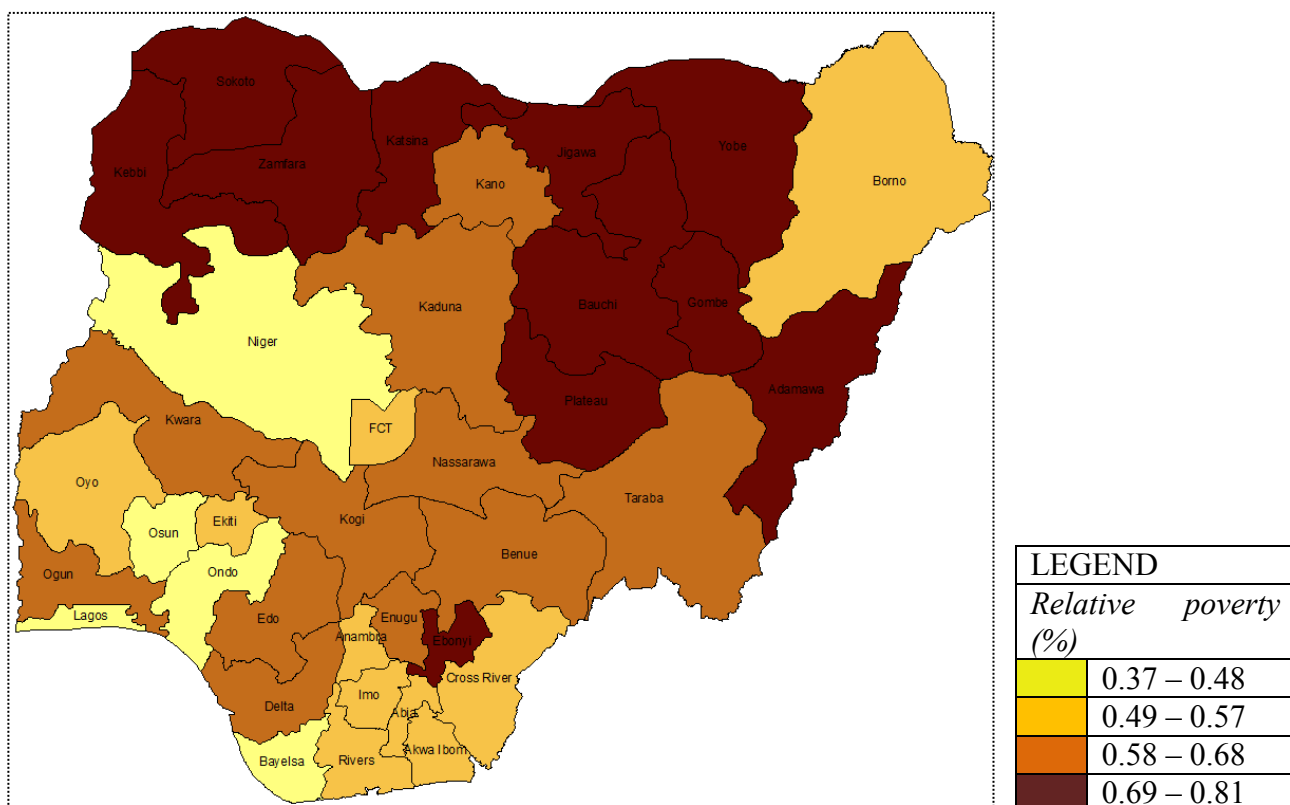 Sokoto
Katsina
Jigawa
Yobe
Kebbi
Zamfara
Kano
Borno
Kaduna
Bauchi
Gombe
Niger
Adamawa
Plateau
Kwara
FCT
Nassarawa
Oyo
Taraba
Osun
Ekiti
Kogi
Benue
Ogun
Ondo
Lagos
Edo
Enugu
Anambra
Ebonyi
Cross River
Imo
Delta
Abia
Bayelsa
Rivers
Akwa Ibom
LEGEND
Relative poverty
(%)
0.37 – 0.48
0.49 – 0.57
0.58 – 0.68
0.69 – 0.81